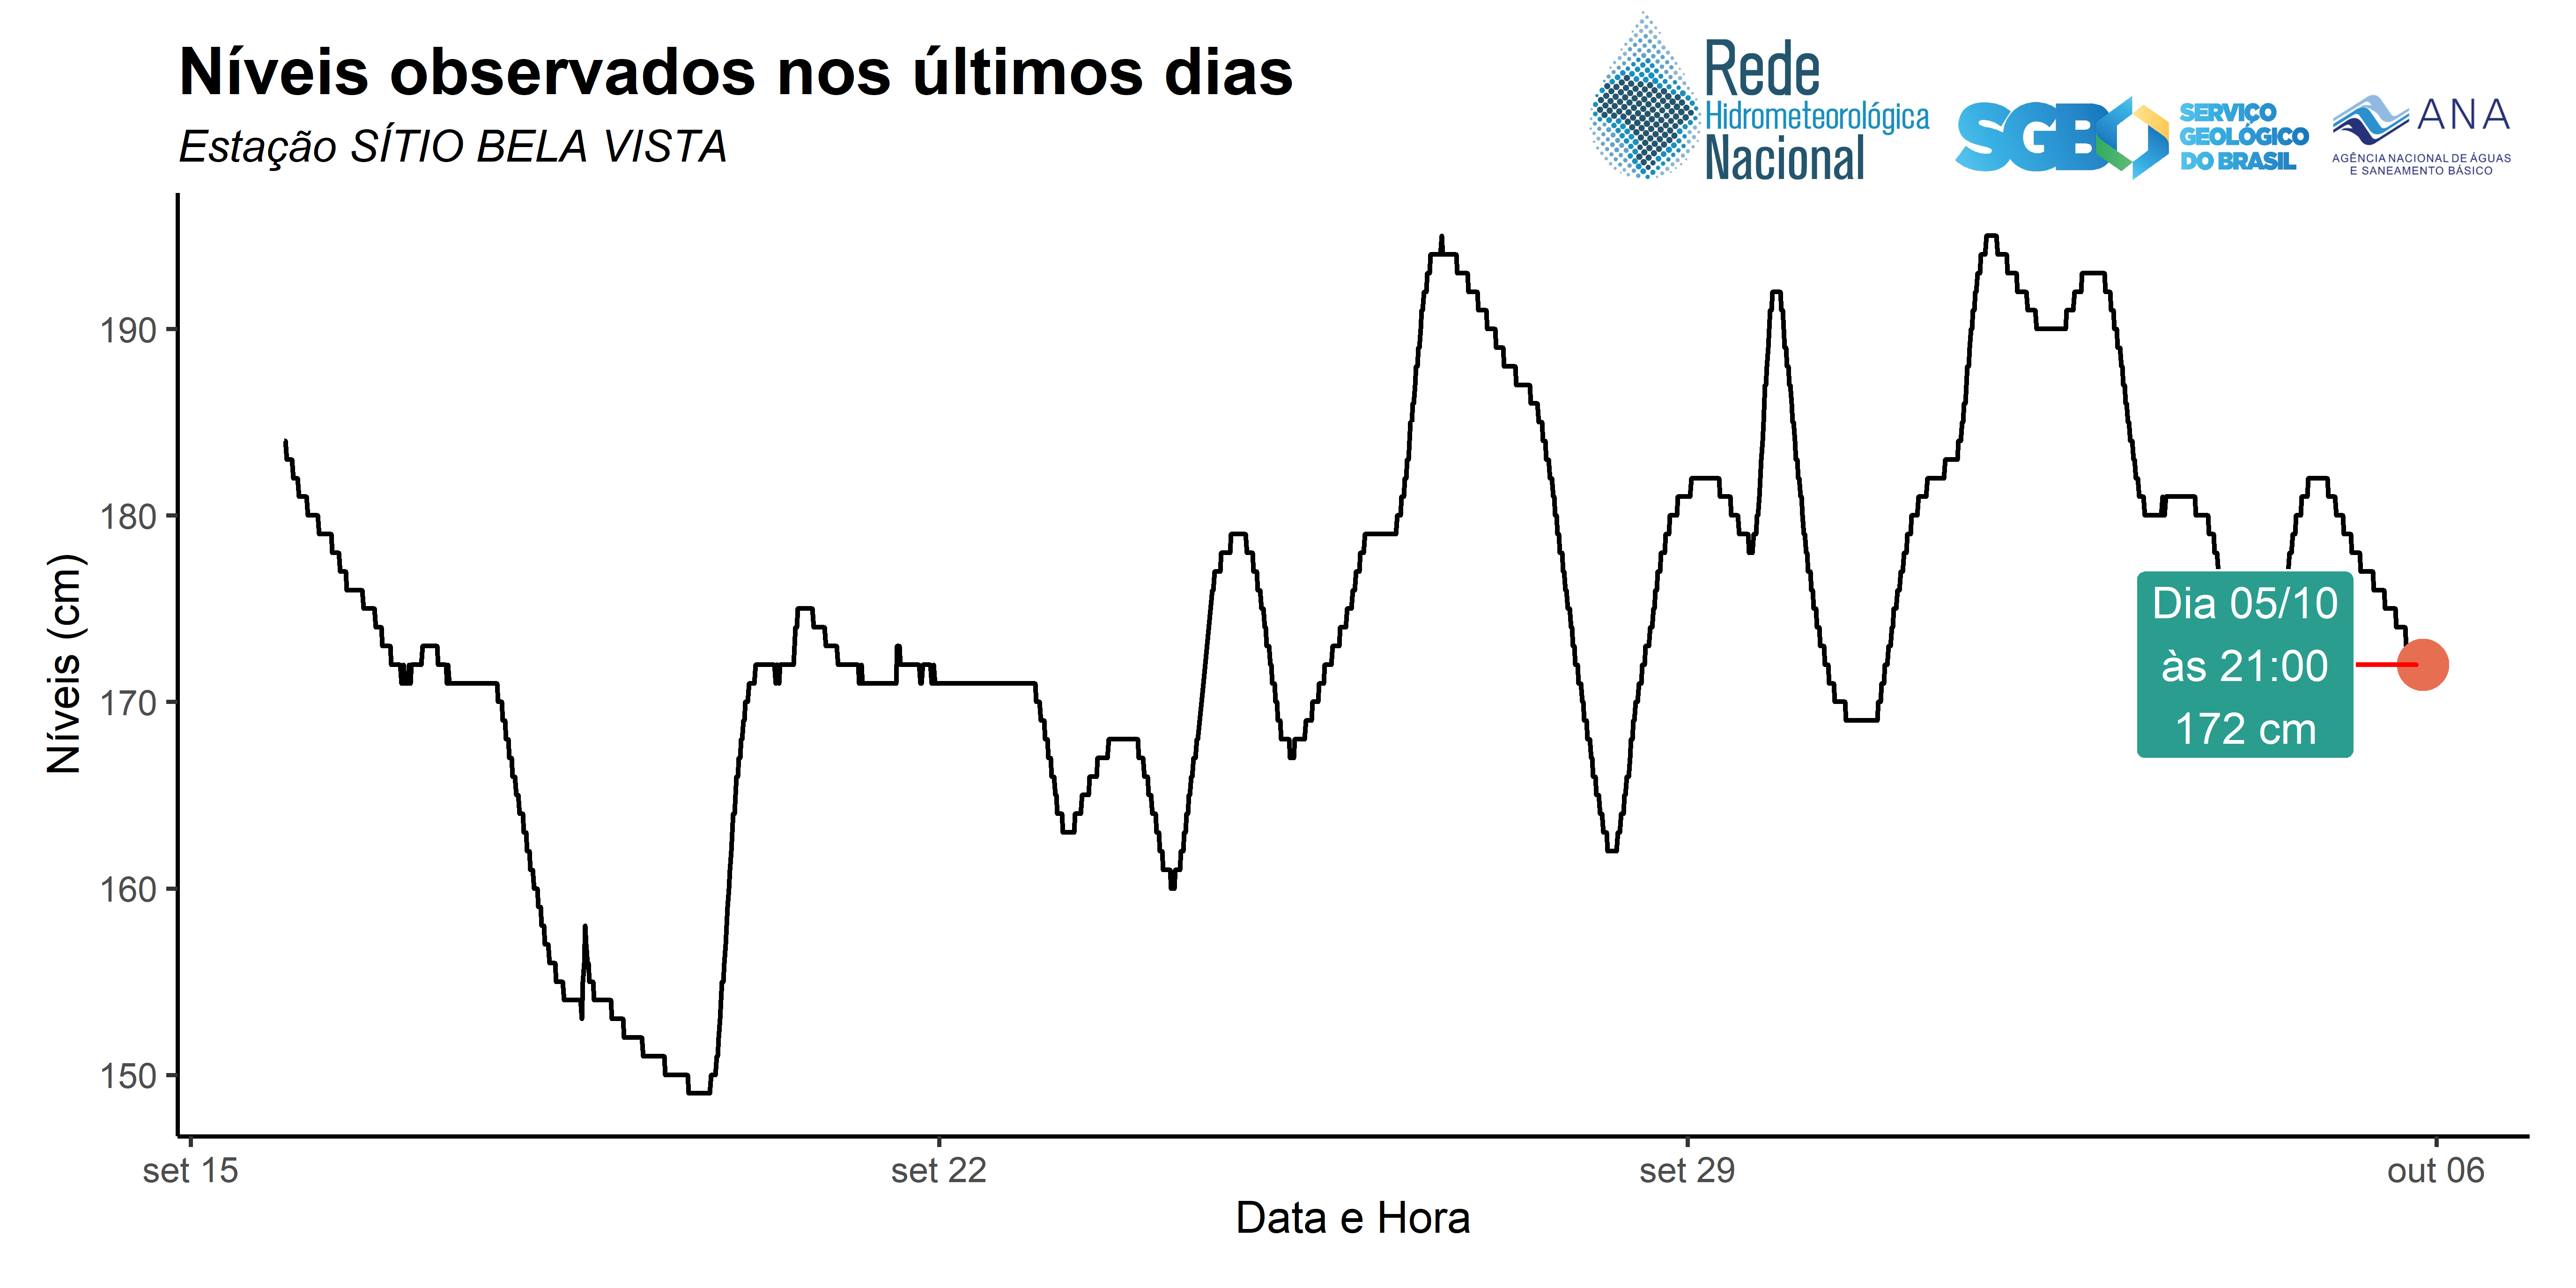 Níveis observados nos últimos dias
Estação SÍTIO BELA VISTA
Rede
Hidrometeorológica
Nacional
SGB
SERVIÇO
GEOLÓGICO
DO BRASIL
ANA
AGÊNCIA NACIONAL DE ÁGUAS
E SANEAMENTO BÁSICO
Níveis (cm)
190
180
170
160
150
Dia 05/10
às 21:00
172 cm
set 15
set 22
set 29
out 06
Data e Hora